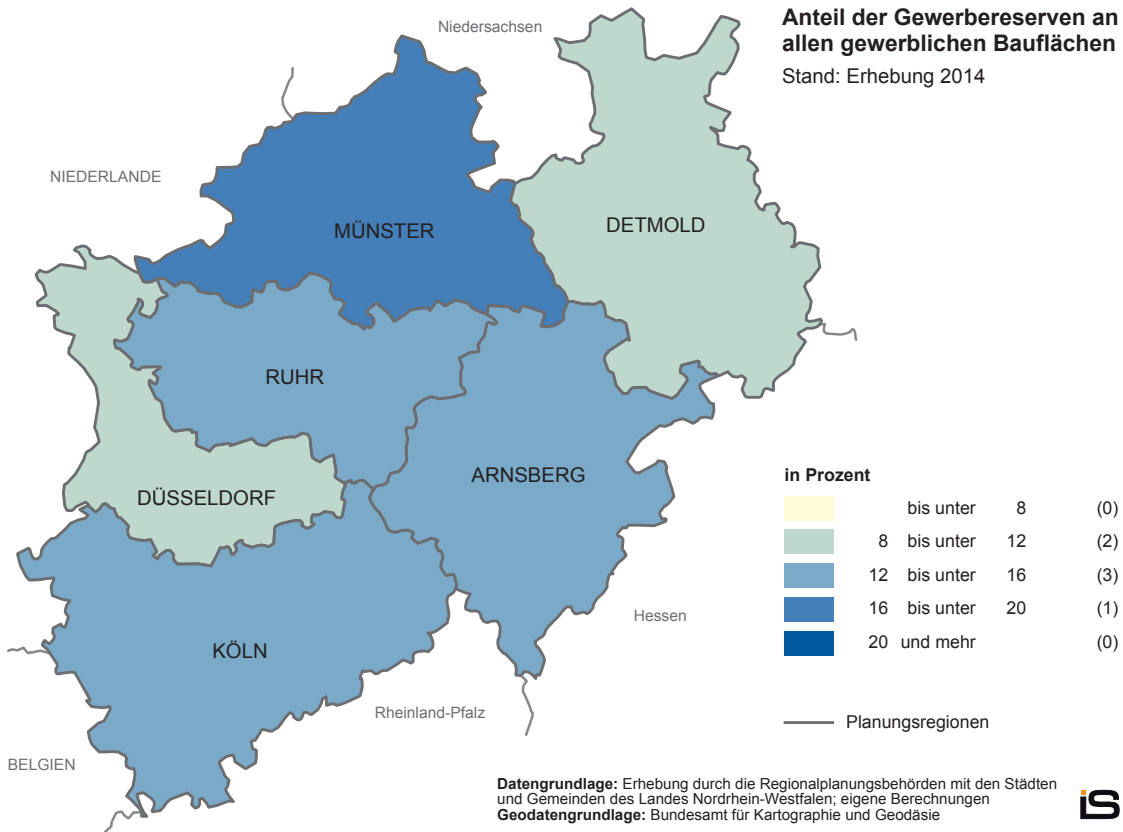 Anteil der Gewerbereserven an
allen gewerblichen Bauflächen
Stand: Erhebung 2014
Niedersachsen
NIEDERLANDE
MÜNSTER
DETMOLD
RUHR
ARNSBERG
DÜSSELDORF
KÖLN
Hessen
Rheinland-Pfalz
BELGIEN
in Prozent
bis unter 8 (0)
8 bis unter 12 (2)
12 bis unter 16 (3)
16 bis unter 20 (1)
20 und mehr (0)
Planungsregionen
Datengrundlage: Erhebung durch die Regionalplanungsbehörden mit den Städten
und Gemeinden des Landes Nordrhein-Westfalen; eigene Berechnungen
Geodatengrundlage: Bundesamt für Kartographie und Geodäsie
iS